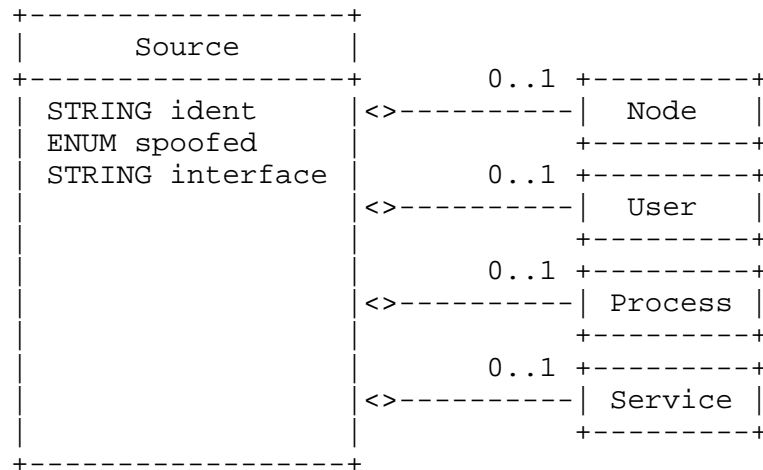 Source
0..1
STRING ident <>----------| Node |
ENUM spoofed
STRING interface 0..1
<>----------| User |
0..1
<>----------| Process |
0..1
<>----------| Service |